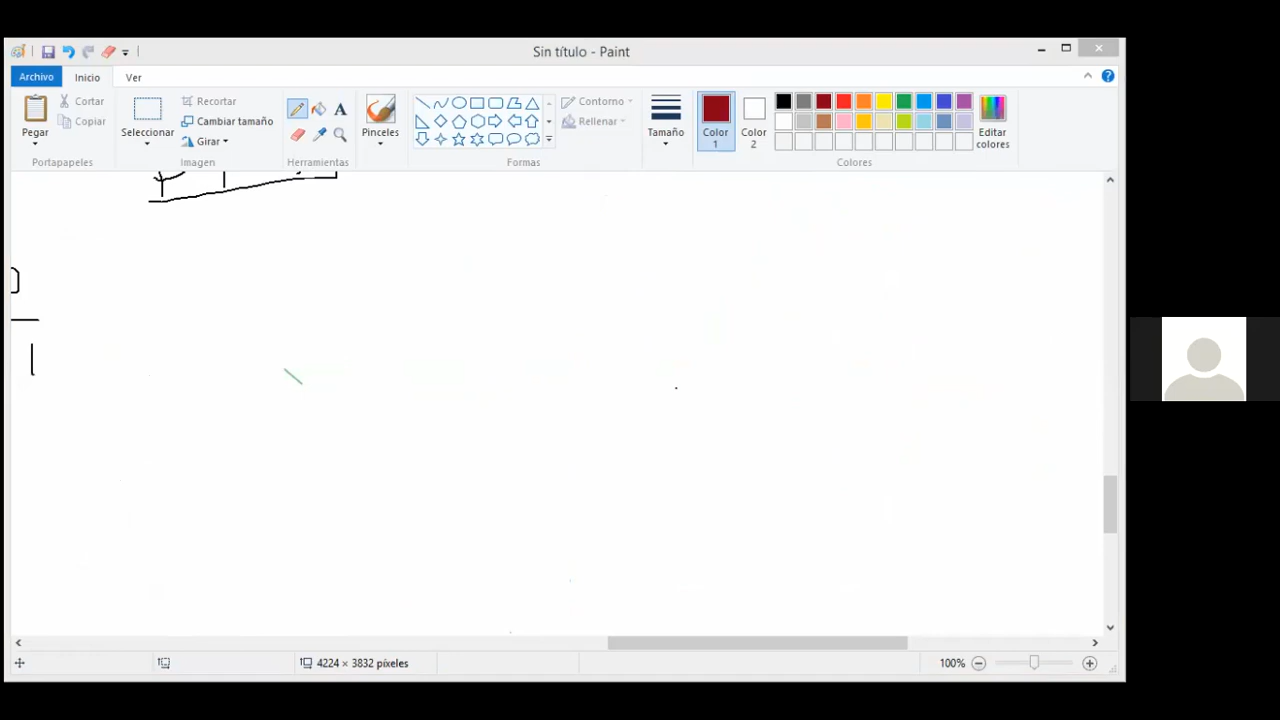 Sin título - Paint
Archivo Inicio Ver
Pegar
Cortar
Copiar
Portapapeles
Seleccionar
Recortar
Cambiar tamaño
Girar
Imagen
A
Herramientas
Pinceles
Contorno
Rellenar
Formas
Tamaño
Color 1
Color 2
Editar colores
Colores
4224 × 3832 píxeles
100%